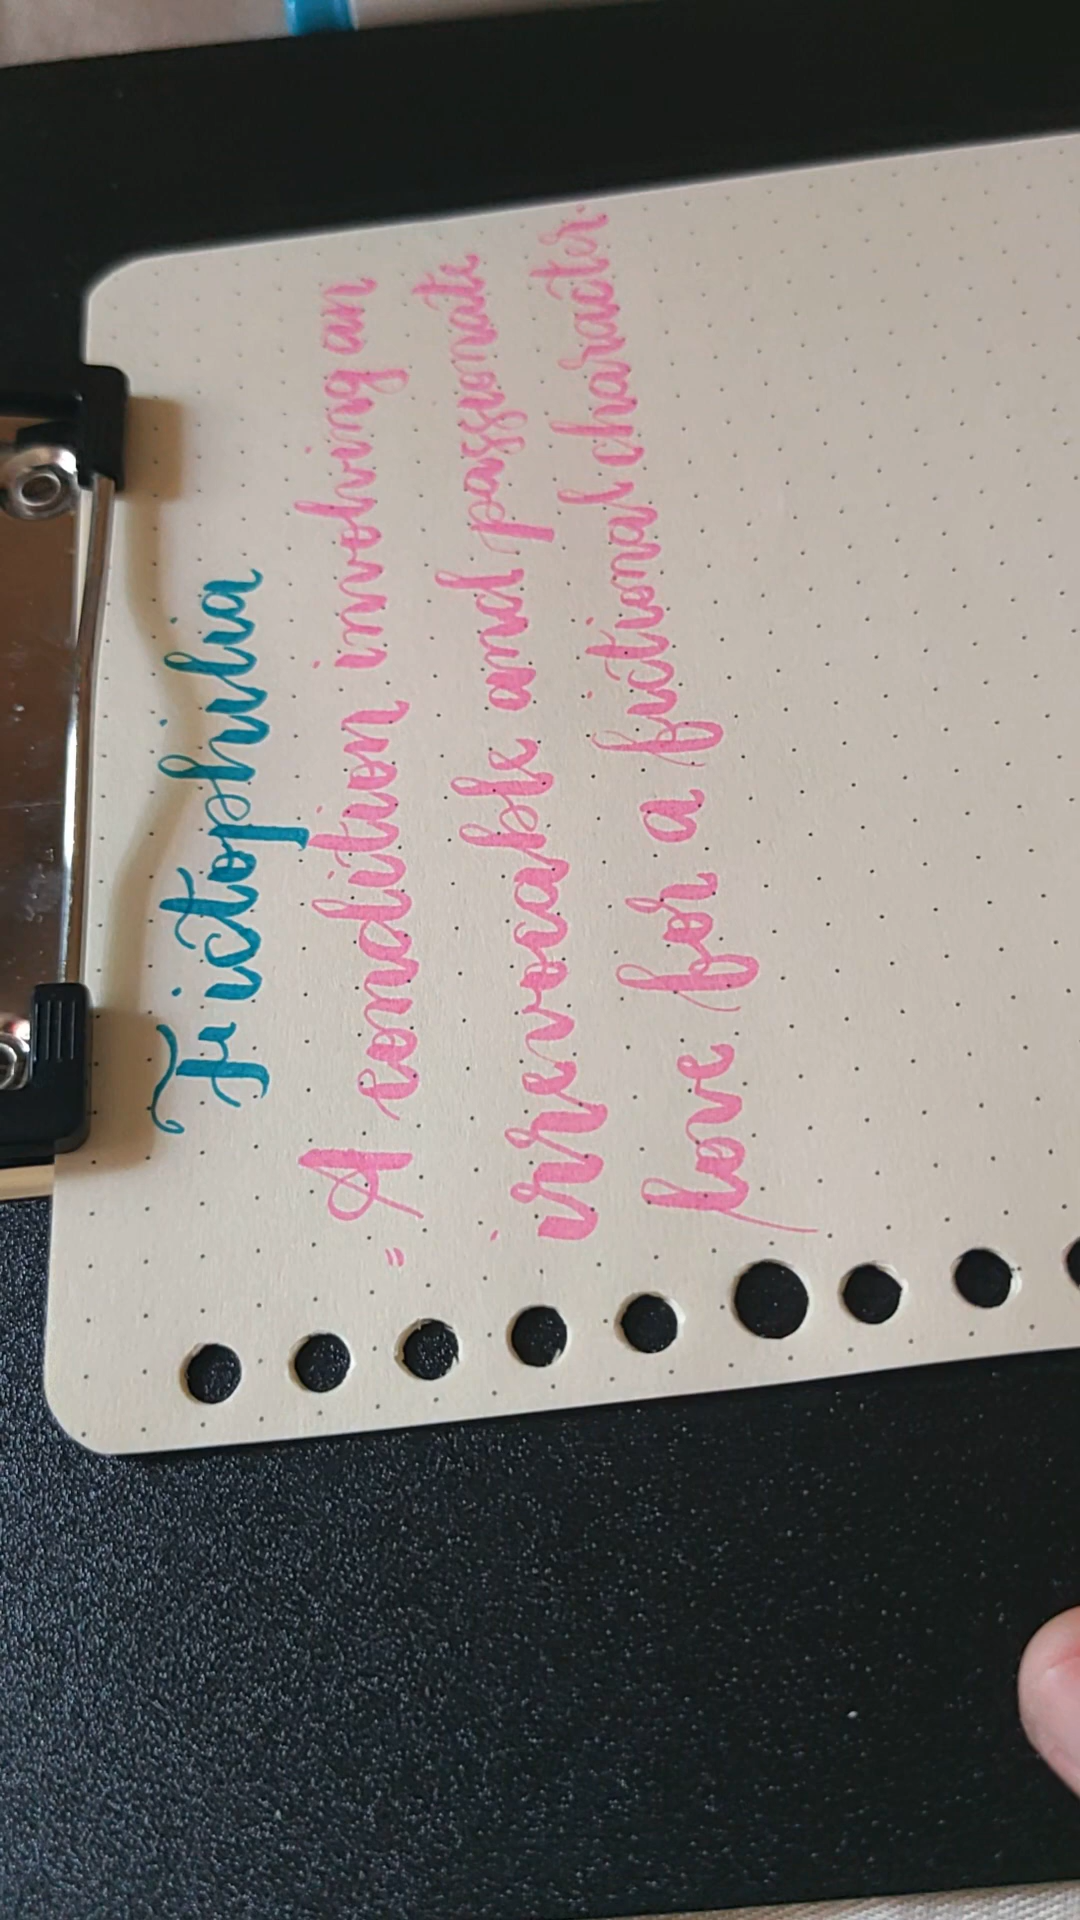 Fictophilia
= A condition involving an
irrevocable and passionate
love for a fictional character.